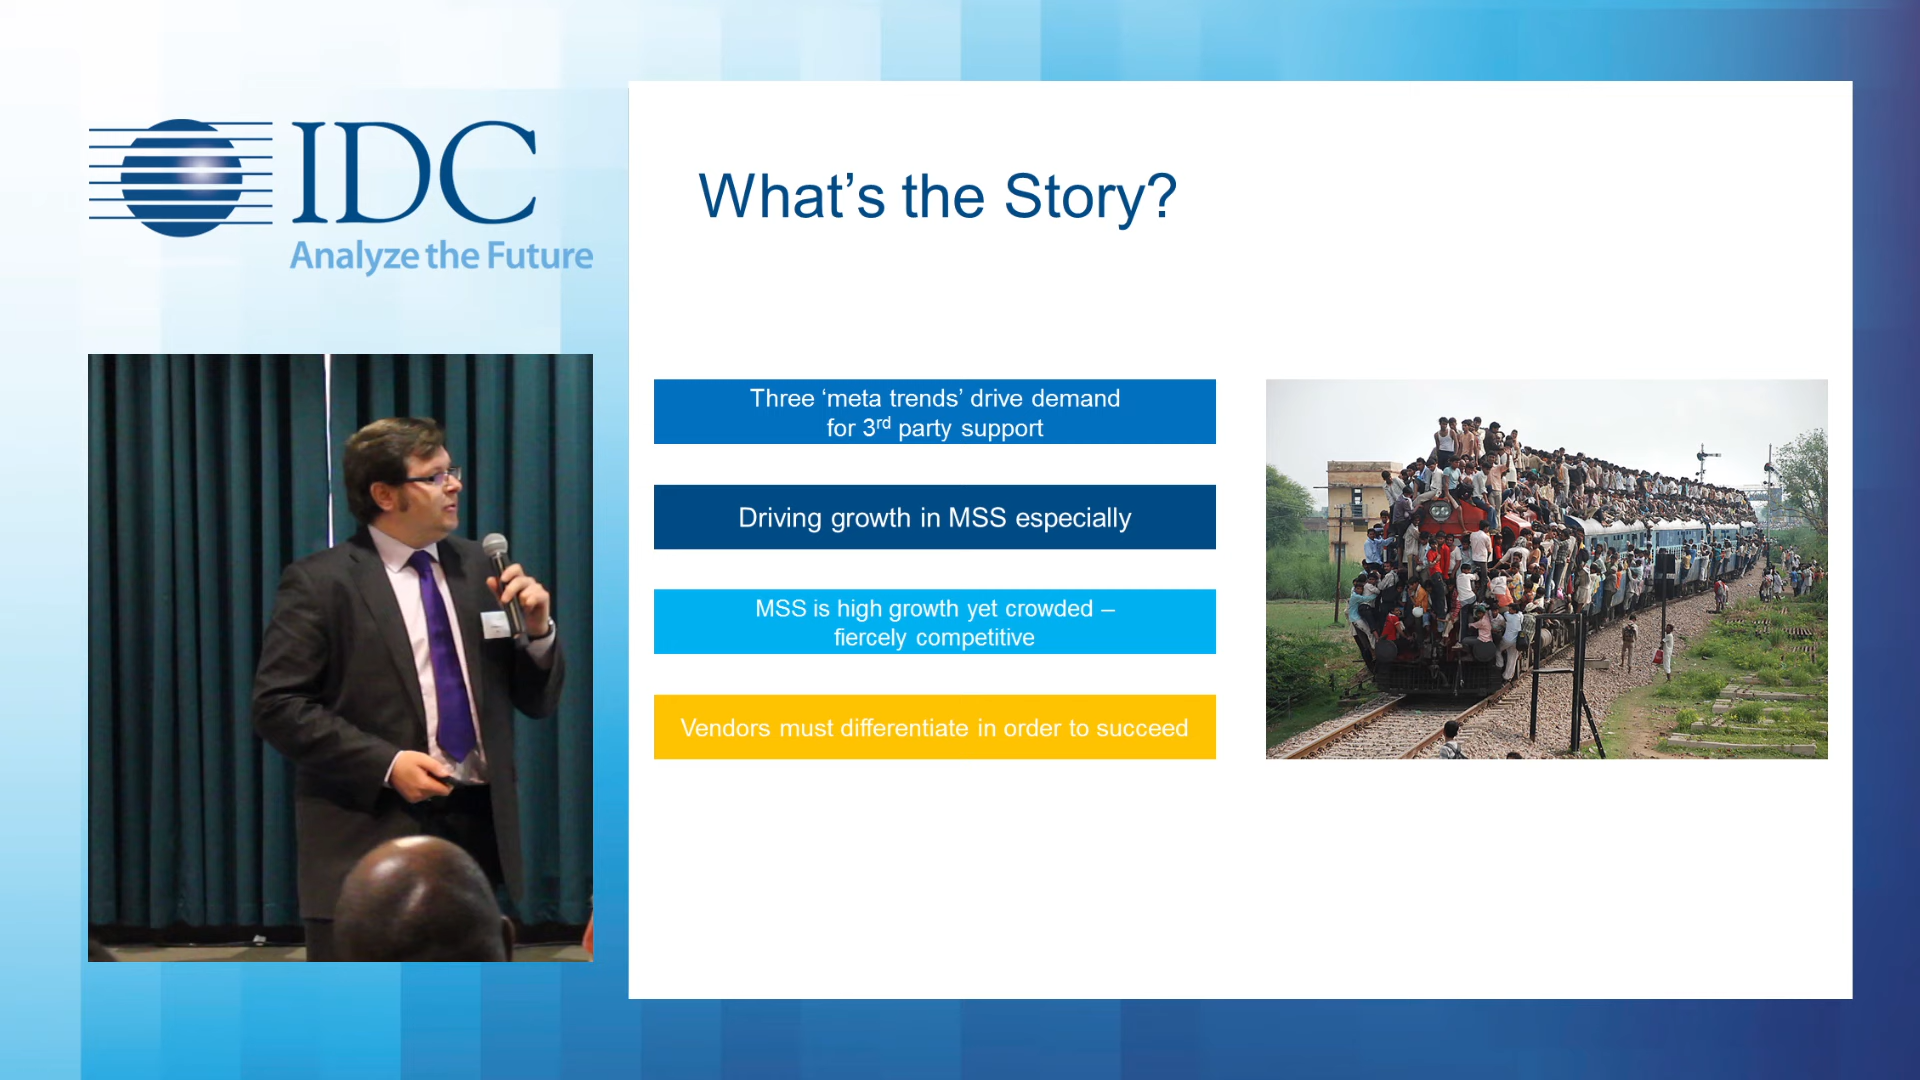 IDC
Analyze the Future
What’s the Story?
Three ‘meta trends’ drive demand
for 3rd party support
Driving growth in MSS especially
MSS is high growth yet crowded –
fiercely competitive
Vendors must differentiate in order to succeed